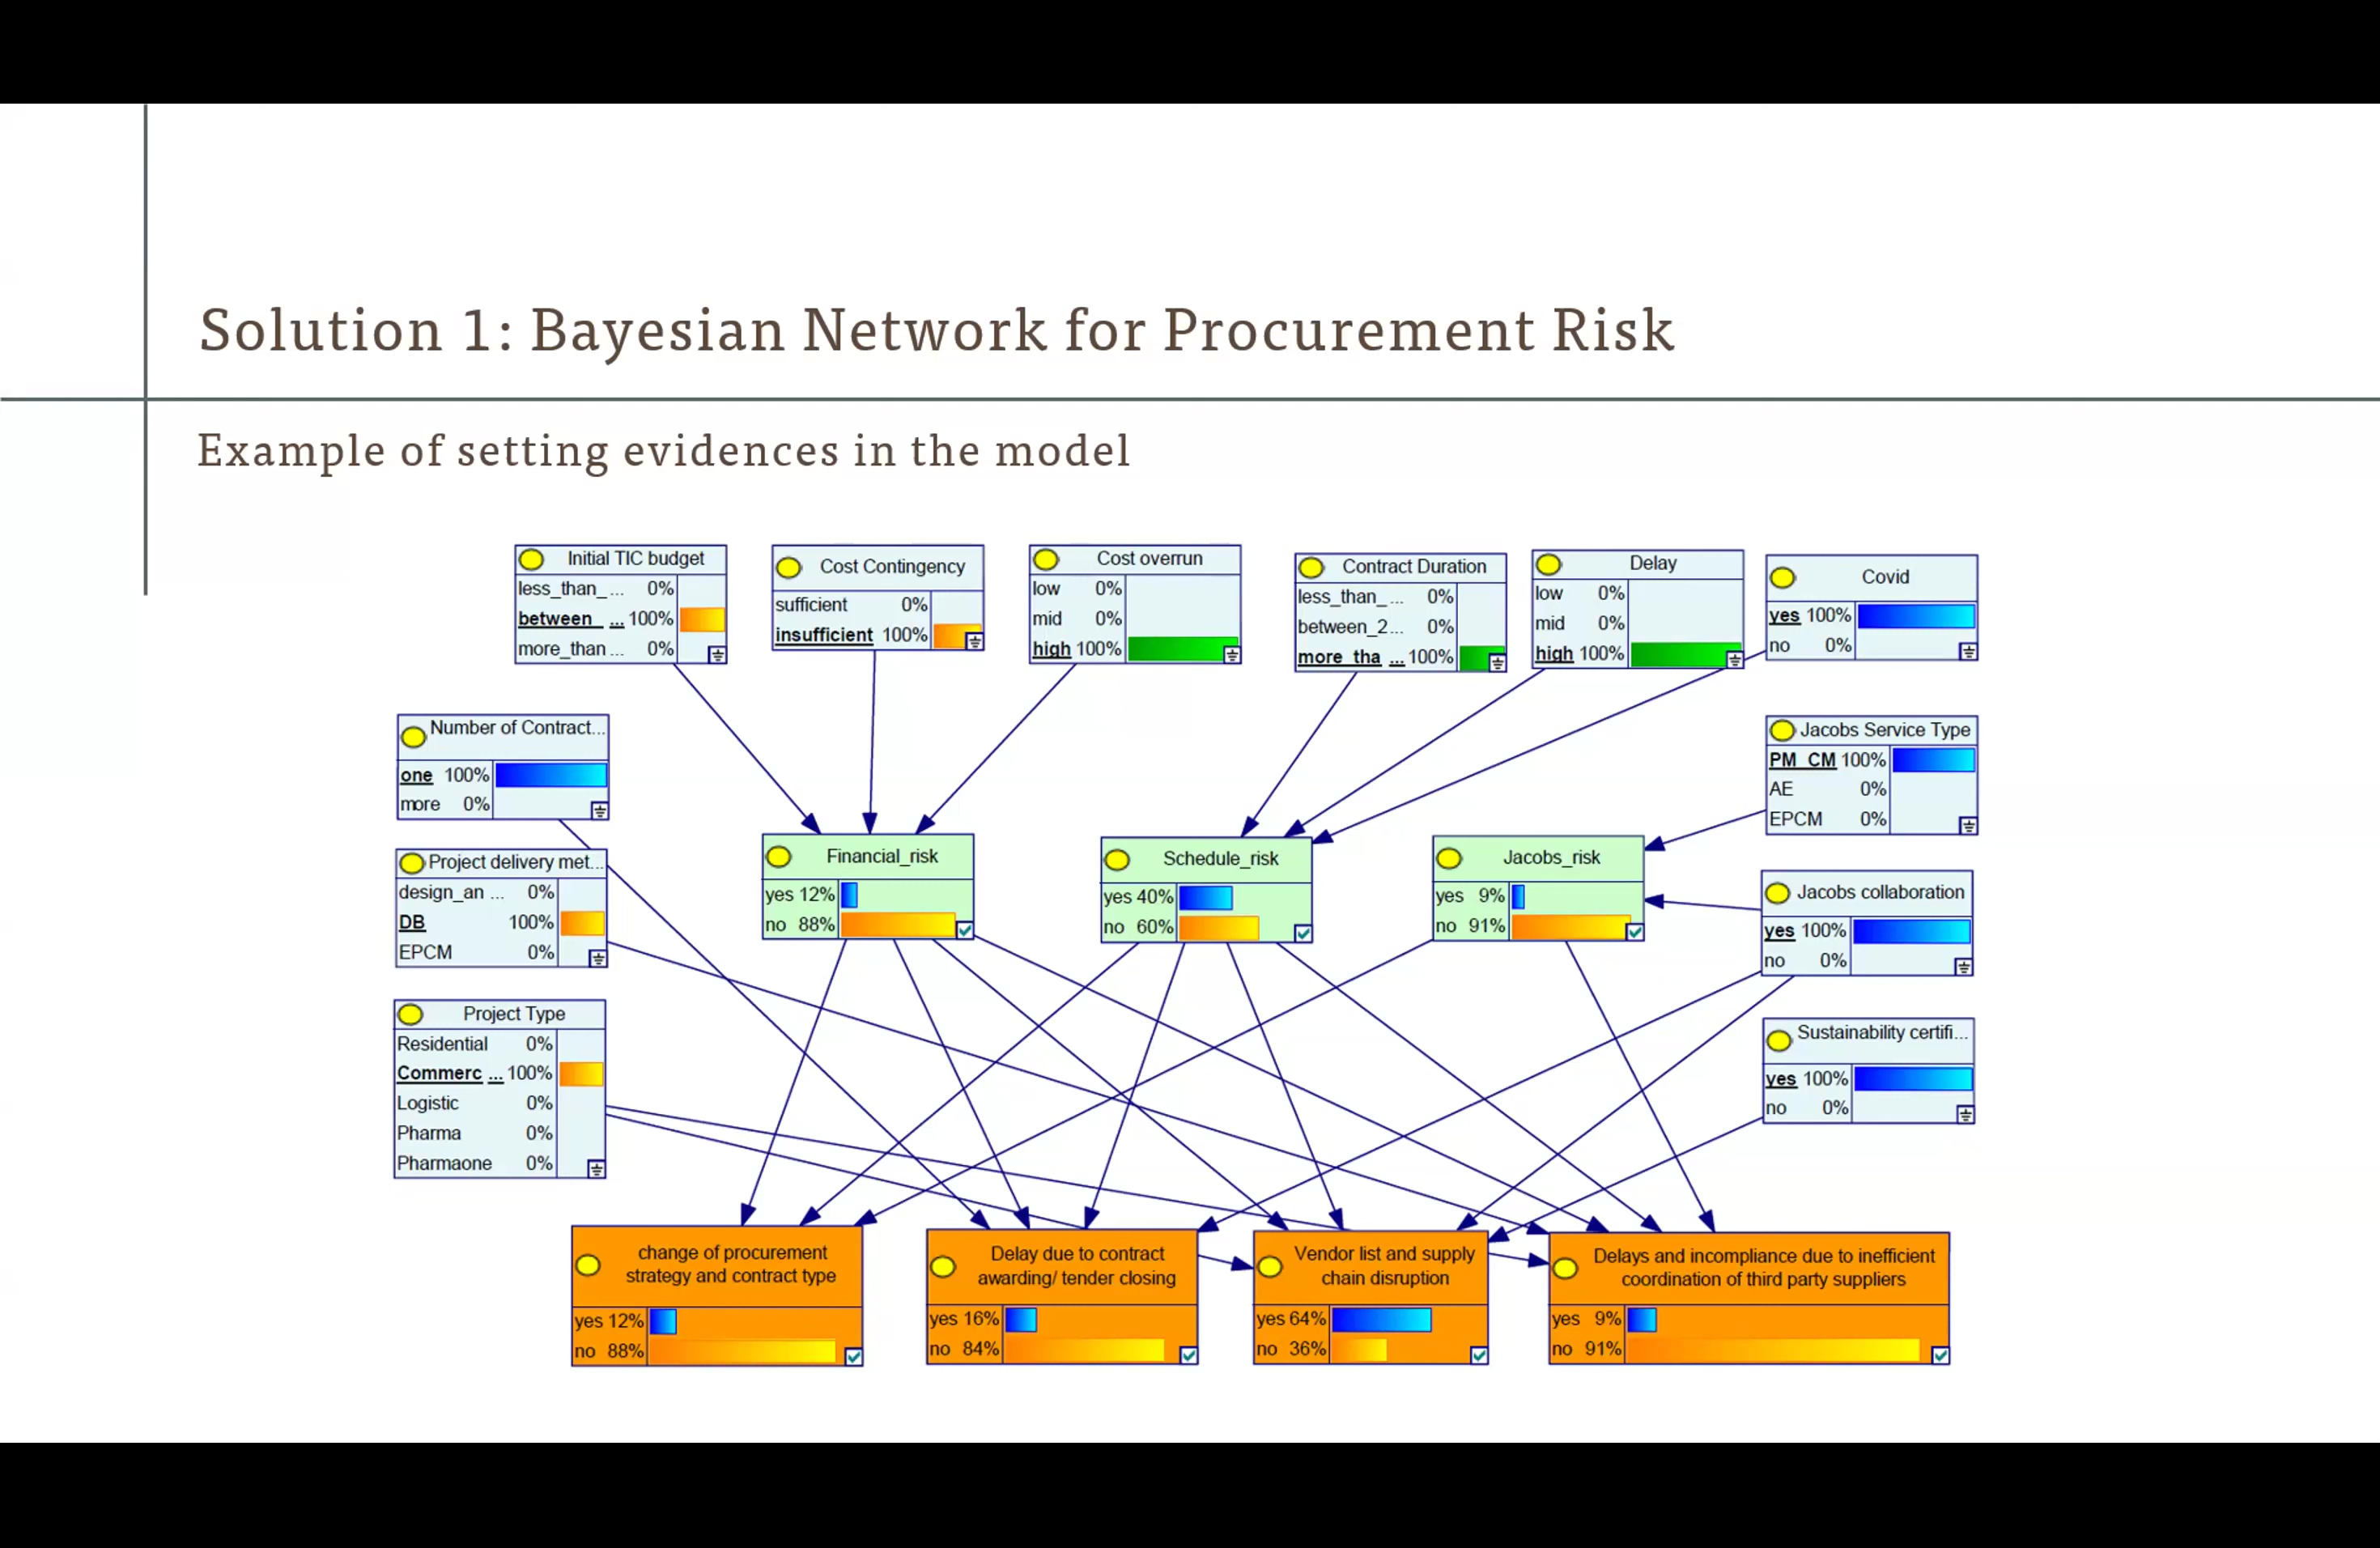 Solution 1: Bayesian Network for Procurement Risk
Example of setting evidences in the model
Initial TIC budget
less_than_ ... 0%
between_ ... 100%
more_than ... 0%
Cost Contingency
sufficient 0%
insufficient 100%
Cost overrun
low 0%
mid 0%
high 100%
Contract Duration
less_than_ ... 0%
between_2... 0%
more_tha ... 100%
Delay
low 0%
mid 0%
high 100%
Covid
yes 100%
no 0%
Number of Contract...
one 100%
more 0%
Jacobs Service Type
PM_CM 100%
AE 0%
EPCM 0%
Project delivery met...
design_an ... 0%
DB 100%
EPCM 0%
Financial_risk
yes 12%
no 88%
Schedule_risk
yes 40%
no 60%
Jacobs_risk
yes 9%
no 91%
Jacobs collaboration
yes 100%
no 0%
Project Type
Residential 0%
Commerc ... 100%
Logistic 0%
Pharma 0%
Pharmaone 0%
Sustainability certifi...
yes 100%
no 0%
change of procurement
strategy and contract type
yes 12%
no 88%
Delay due to contract
awarding/ tender closing
yes 16%
no 84%
Vendor list and supply
chain disruption
yes 64%
no 36%
Delays and incompliance due to inefficient
coordination of third party suppliers
yes 9%
no 91%